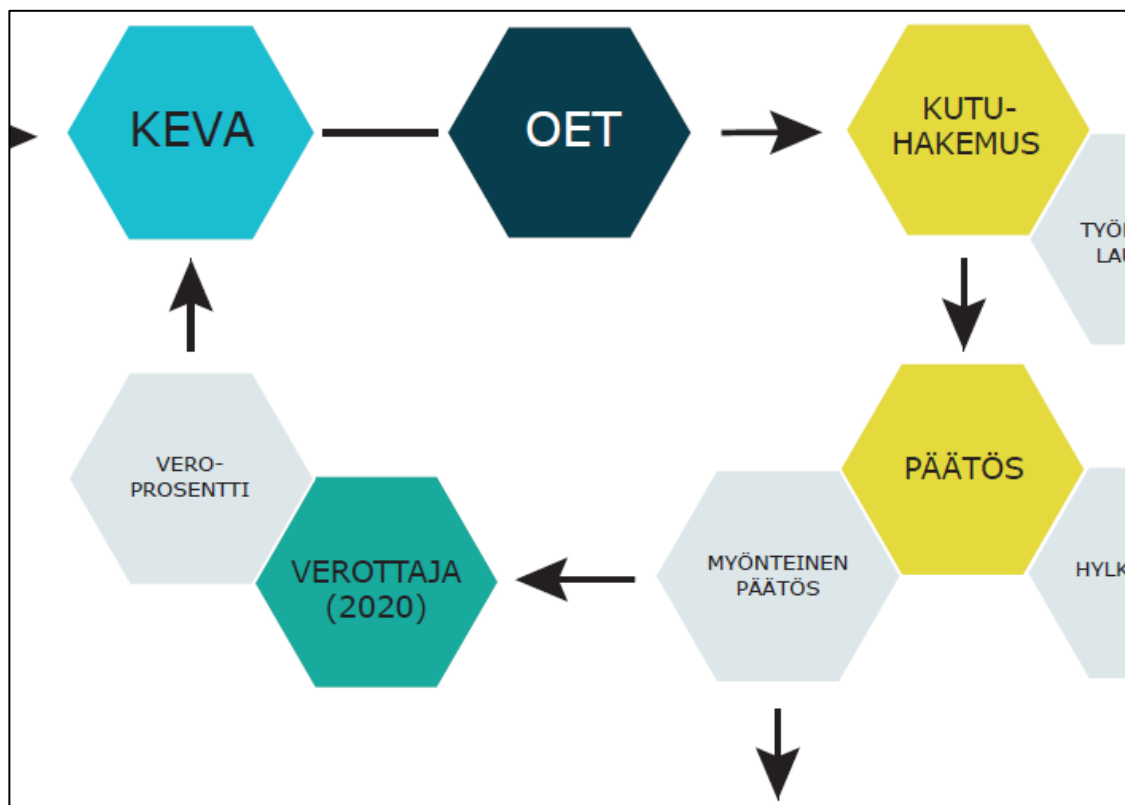 KEVA
OET
KUTU-
HAKEMUS
PÄÄTÖS
VERO-
PROSENTTI
VEROTTAJA
(2020)
MYÖNTEINEN
PÄÄTÖS